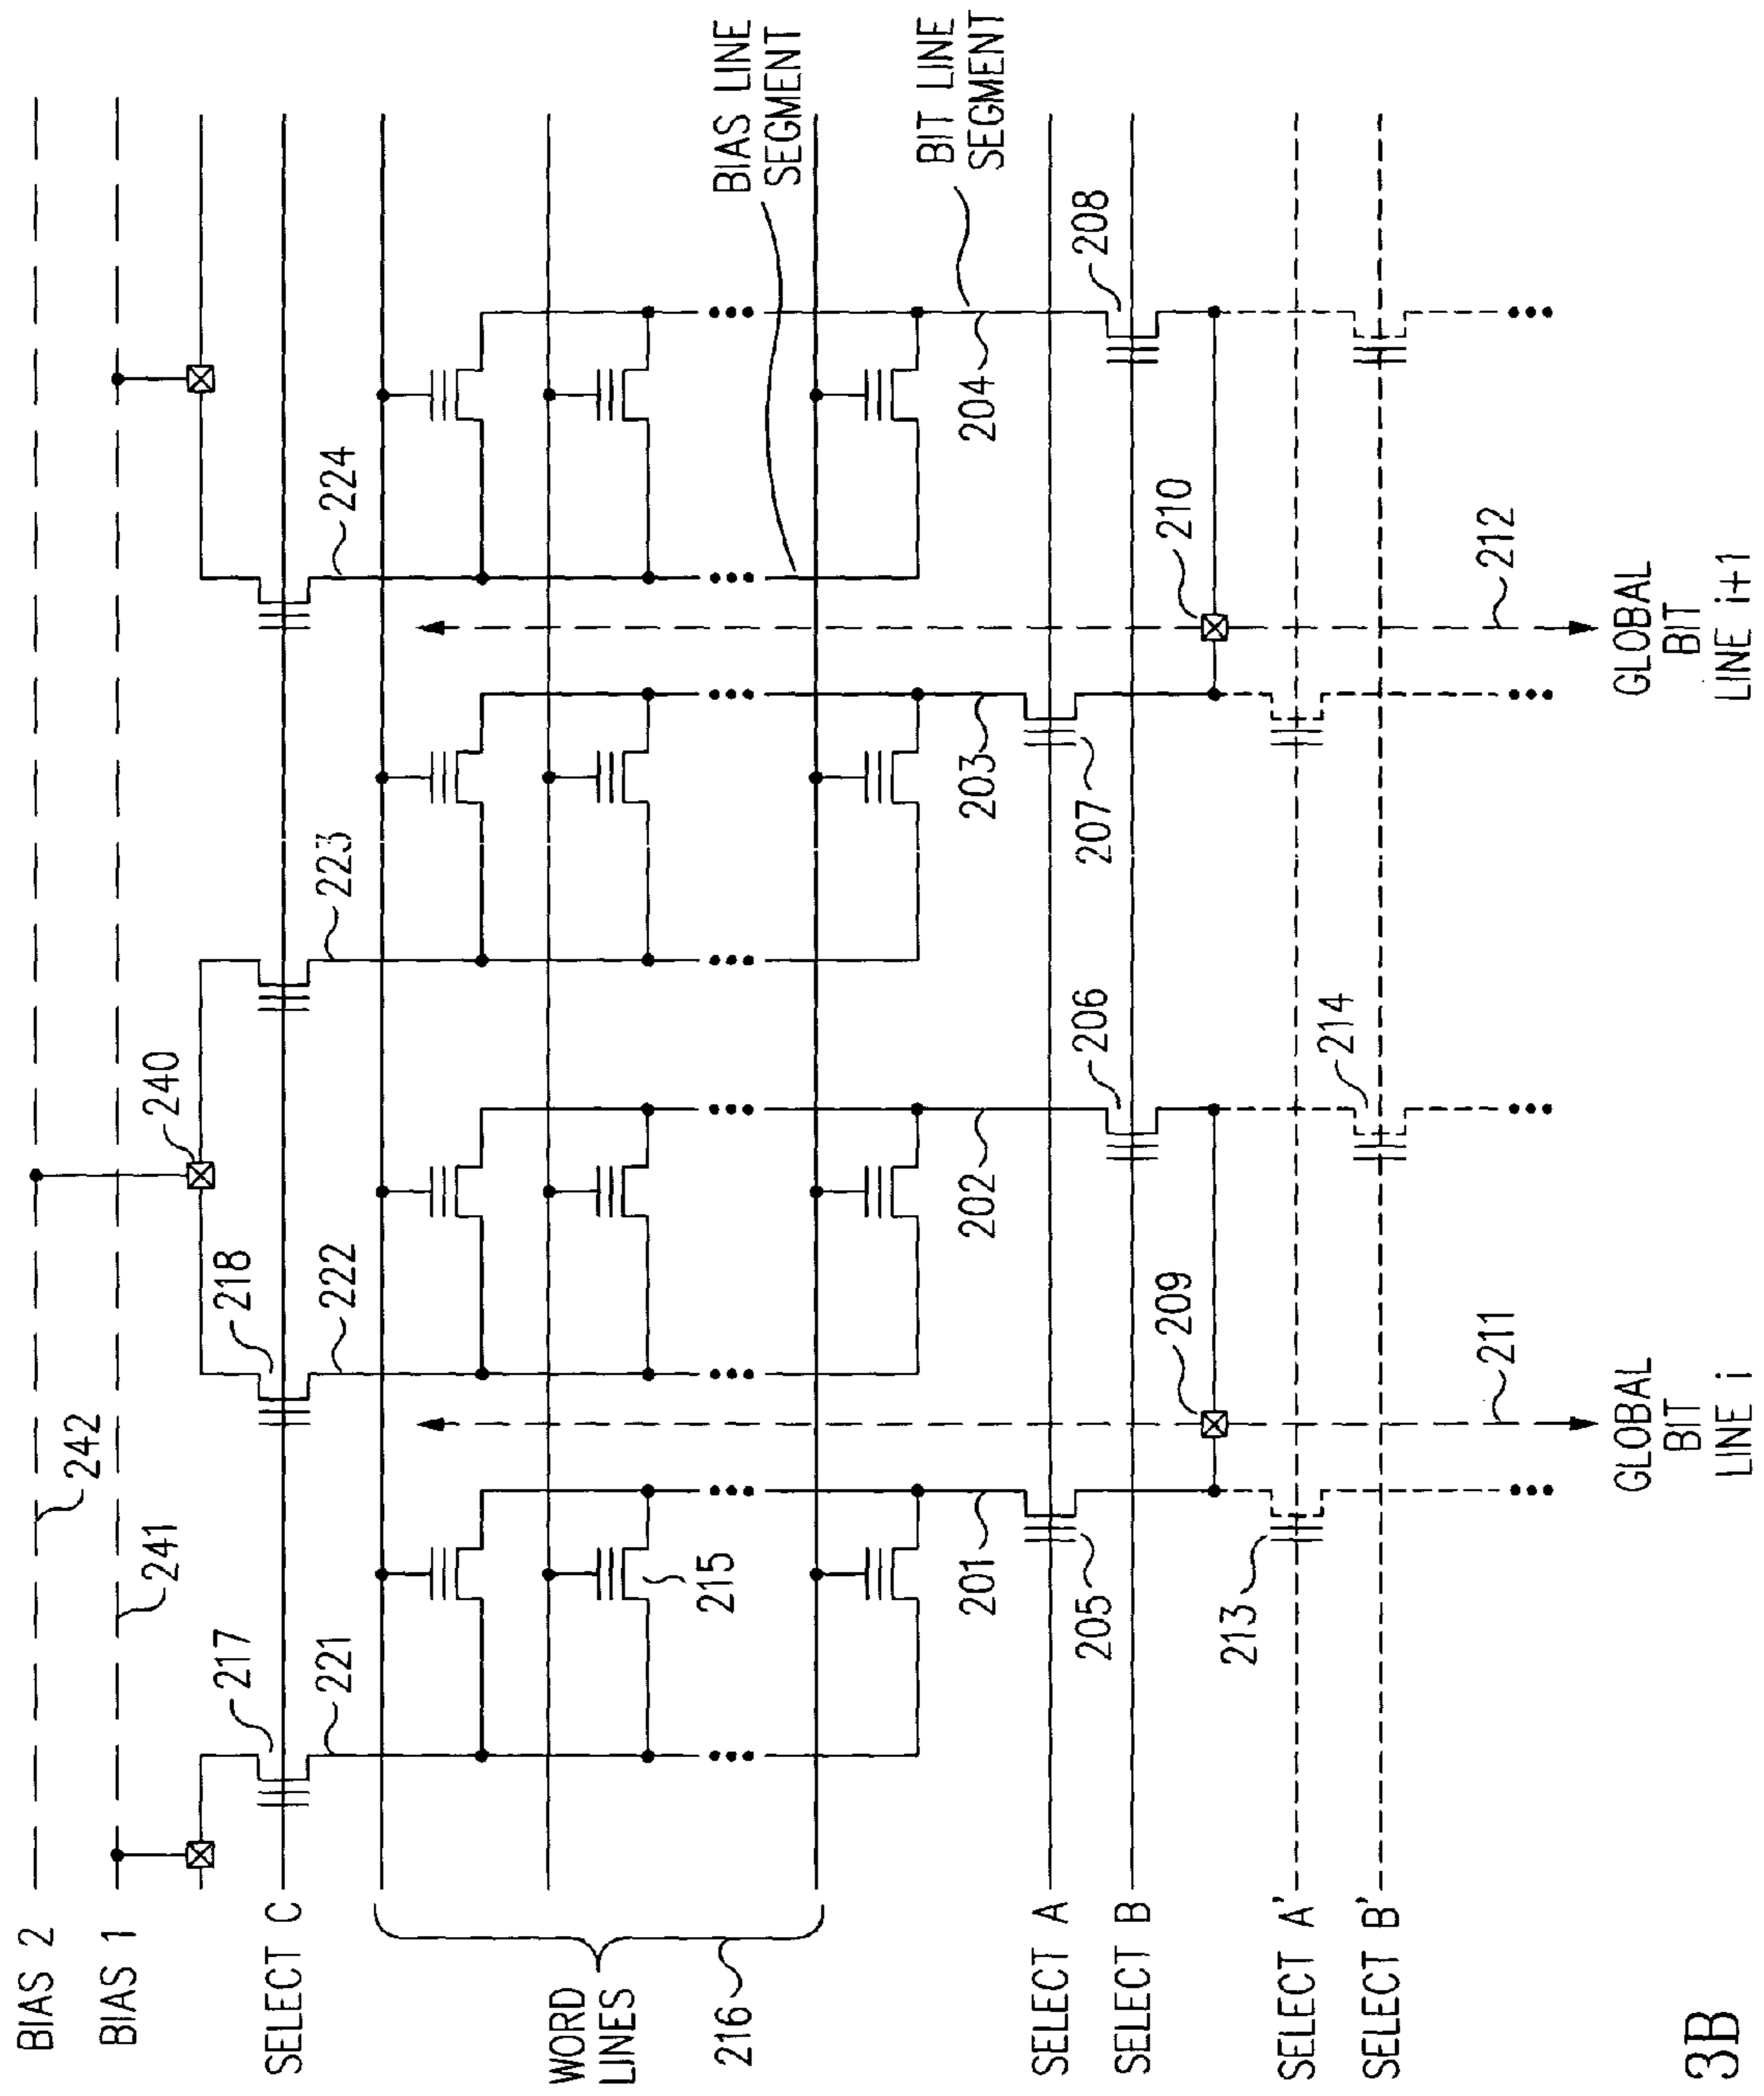 BIAS 2
242
BIAS 1
241
240
SELECT C
217
218
221
222
223
224
WORD
LINES
216
215
BIAS LINE
SEGMENT
BIT LINE
SEGMENT
201
202
203
204
SELECT A
205
207
SELECT B
206
208
209
210
SELECT A'
213
SELECT B'
214
211
212
GLOBAL
BIT
LINE i
GLOBAL
BIT
LINE i+1
3B